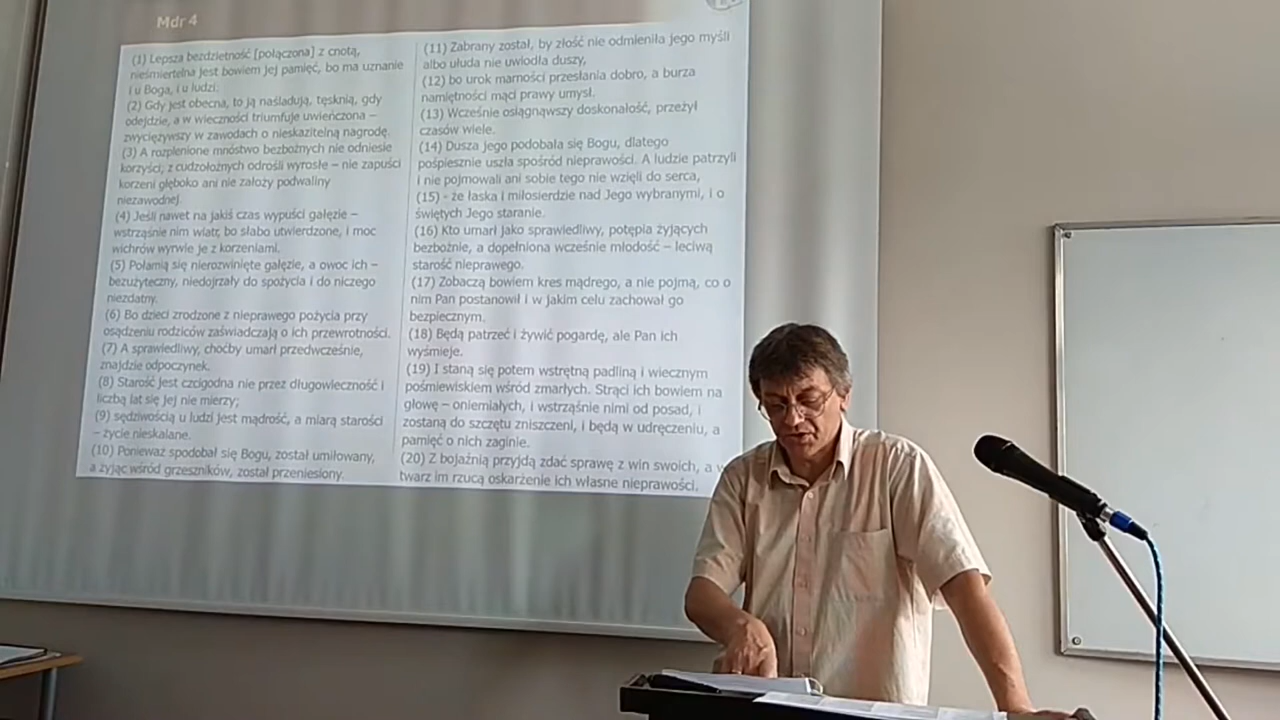 Mdr 4
(1) Lepsza bezdzietność [połączona] z cnotą,
nieśmiertelna jest bowiem jej pamięć, bo ma uznanie
i u Boga, i u ludzi.
(2) Gdy jest obecna, to ją naśladują, tęsknią, gdy
odejdzie, a w wieczności triumfuje uwieńczona –
zwyciężywszy w zawodach o nieskazitelną nagrodę.
(3) A rozplenione mnóstwo bezbożnych nie odniesie
korzyści; z cudzołożnych odrośli wyrosłe – nie zapuści
korzeni głęboko ani nie założy podwaliny
niezawodnej.
(4) Jeśli nawet na jakiś czas wypuści gałęzie –
wstrząśnie nim wiatr, bo słabo utwierdzone, i moc
wichrów wyrwie je z korzeniami.
(5) Połamią się nierozwinięte gałęzie, a owoc ich –
bezużyteczny, niedojrzały do spożycia i do niczego
niezdatny.
(6) Bo dzieci zrodzone z nieprawego pożycia przy
osądzeniu rodziców zaświadczają o ich przewrotności.
(7) A sprawiedliwy, choćby umarł przedwcześnie,
znajdzie odpoczynek.
(8) Starość jest czcigodna nie przez długowieczność i
liczbą lat się jej nie mierzy;
(9) sędziwością u ludzi jest mądrość, a miarą starości
– życie nieskalane.
(10) Ponieważ spodobał się Bogu, został umiłowany,
a żyjąc wśród grzeszników, został przeniesiony.
(11) Zabrany został, by złość nie odmieniła jego myśli
albo ułuda nie uwiodła duszy,
(12) bo urok marności przesłania dobro, a burza
namiętności mąci prawy umysł.
(13) Wcześnie osiągnąwszy doskonałość, przeżył
czasów wiele.
(14) Dusza jego podobała się Bogu, dlatego
pośpiesznie uszła spośród nieprawości. A ludzie patrzyli
i nie pojmowali ani sobie tego nie wzięli do serca,
(15) - że łaska i miłosierdzie nad Jego wybranymi, i o
świętych Jego staranie.
(16) Kto umarł jako sprawiedliwy, potępia żyjących
bezbożnie, a dopełniona wcześnie młodość – leciwą
starość nieprawego.
(17) Zobaczą bowiem kres mądrego, a nie pojmą, co o
nim Pan postanowił i w jakim celu zachował go
bezpiecznym.
(18) Będą patrzeć i żywić pogardę, ale Pan ich
wyśmieje.
(19) I staną się potem wstrętną padliną i wiecznym
pośmiewiskiem wśród zmarłych. Strąci ich bowiem na
głowę – oniemiałych, i wstrząśnie nimi od posad, i
zostaną do szczętu zniszczeni, i będą w udręczeniu, a
pamięć o nich zaginie.
(20) Z bojaźnią przyjdą zdać sprawę z win swoich, a w
twarz im rzucą oskarżenie ich własne nieprawości.